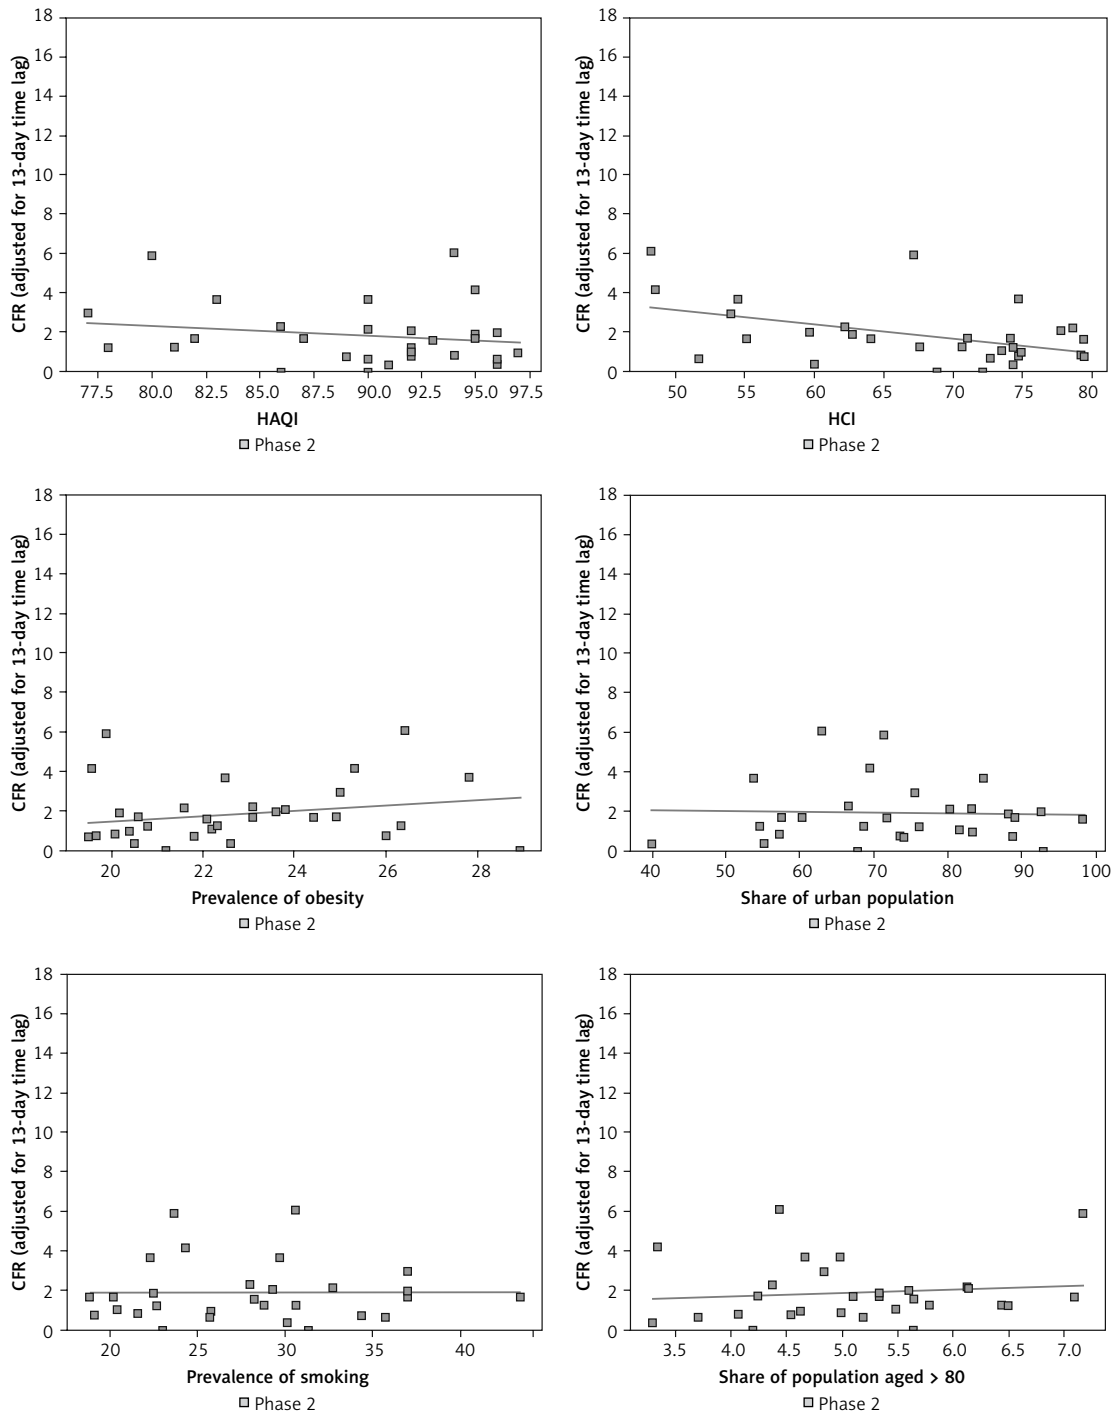 CFR (adjusted for 13-day time lag)
18
16
14
12
10
8
6
4
2
0
77.5 80.0 82.5 85.0 87.5 90.0 92.5 95.0 97.5
HAQI
Phase 2
CFR (adjusted for 13-day time lag)
18
16
14
12
10
8
6
4
2
0
50 55 60 65 70 75 80
HCI
Phase 2
CFR (adjusted for 13-day time lag)
18
16
14
12
10
8
6
4
2
0
20 22 24 26 28
Prevalence of obesity
Phase 2
CFR (adjusted for 13-day time lag)
18
16
14
12
10
8
6
4
2
0
40 50 60 70 80 90 100
Share of urban population
Phase 2
CFR (adjusted for 13-day time lag)
18
16
14
12
10
8
6
4
2
0
20 25 30 35 40
Prevalence of smoking
Phase 2
CFR (adjusted for 13-day time lag)
18
16
14
12
10
8
6
4
2
0
3.5 4.0 4.5 5.0 5.5 6.0 6.5 7.0
Share of population aged > 80
Phase 2